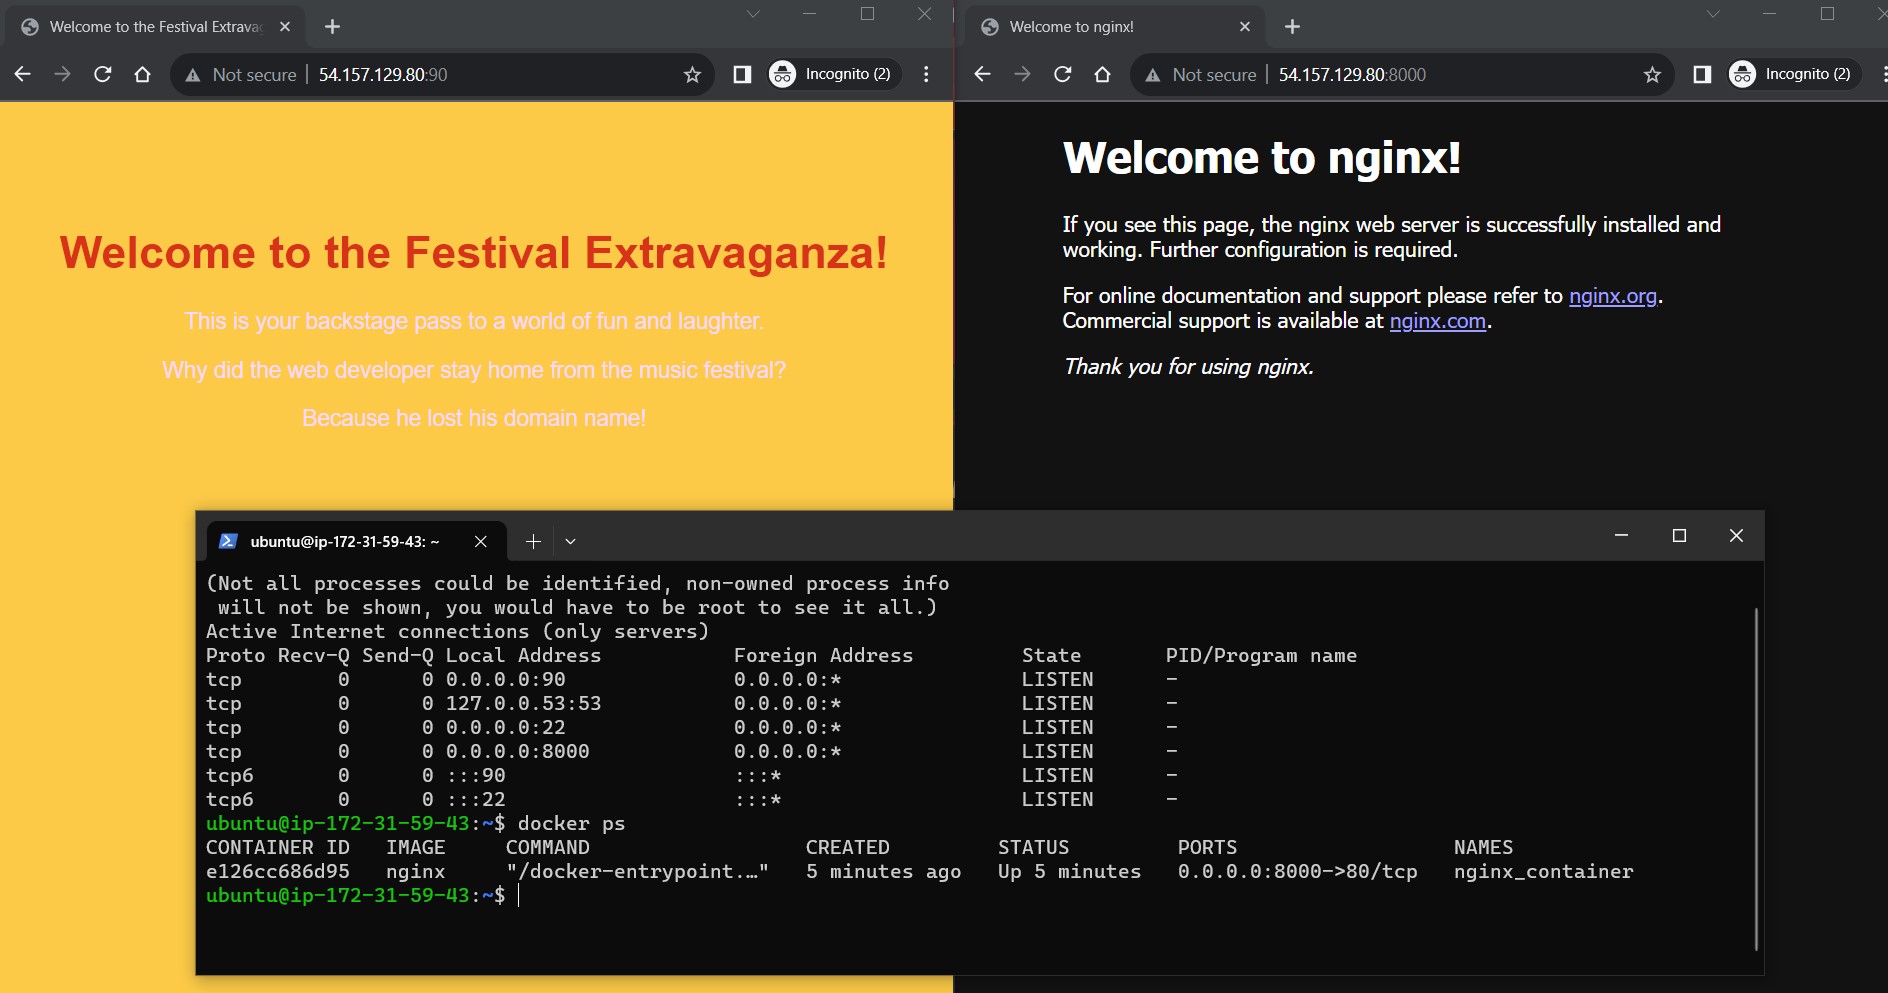 Welcome to the Festival Extrava
Not secure 54.157.129.80:90 Incognito (2)
Welcome to the Festival Extravaganza!
This is your backstage pass to a world of fun and laughter.
Why did the web developer stay home from the music festival?
Because he lost his domain name!
Welcome to nginx!
Not secure 54.157.129.80:8000 Incognito (2)
Welcome to nginx!
If you see this page, the nginx web server is successfully installed and
working. Further configuration is required.
For online documentation and support please refer to nginx.org.
Commercial support is available at nginx.com.
Thank you for using nginx.
ubuntu@ip-172-31-59-43: ~
(Not all processes could be identified, non-owned process info
will not be shown, you would have to be root to see it all.)
Active Internet connections (only servers)
Proto Recv-Q Send-Q Local Address Foreign Address State PID/Program name
tcp 0 0 0.0.0.0:90 0.0.0.0:* LISTEN -
tcp 0 0 127.0.0.53:53 0.0.0.0:* LISTEN -
tcp 0 0 0.0.0.0:22 0.0.0.0:* LISTEN -
tcp 0 0 0.0.0.0:8000 0.0.0.0:* LISTEN -
tcp6 0 0 :::90 :::* LISTEN -
tcp6 0 0 :::22 :::* LISTEN -
ubuntu@ip-172-31-59-43:~$ docker ps
CONTAINER ID IMAGE COMMAND CREATED STATUS PORTS NAMES
e126cc686d95 nginx "/docker-entrypoint.…" 5 minutes ago Up 5 minutes 0.0.0.0:8000->80/tcp nginx_container
ubuntu@ip-172-31-59-43:~$